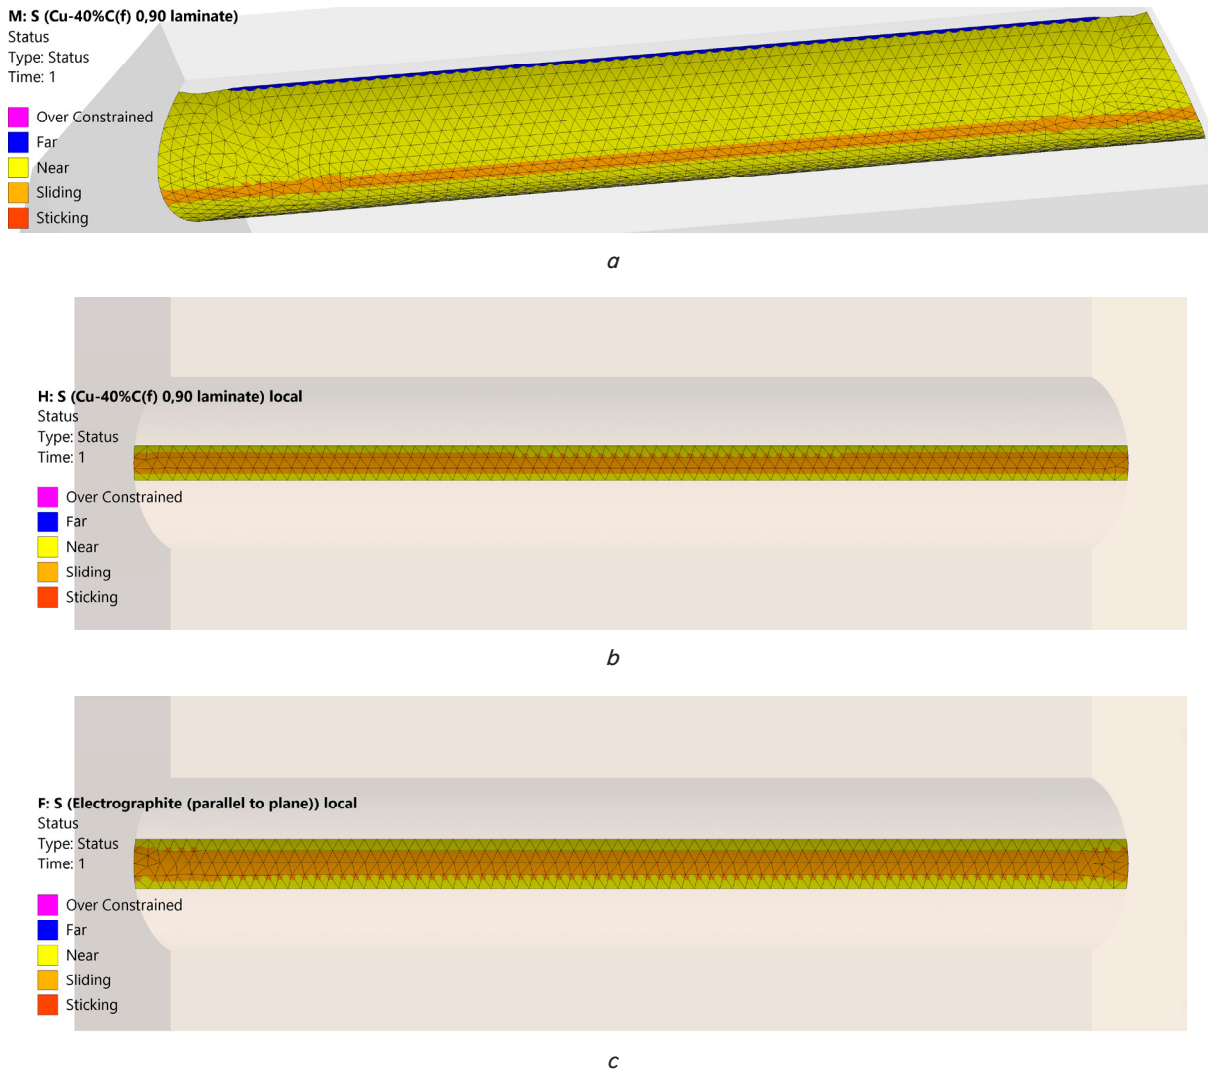 M: S (Cu-40%C(f) 0,90 laminate)
Status
Type: Status
Time: 1
Over Constrained
Far
Near
Sliding
Sticking
a
H: S (Cu-40%C(f) 0,90 laminate) local
Status
Type: Status
Time: 1
Over Constrained
Far
Near
Sliding
Sticking
b
F: S (Electrographite (parallel to plane)) local
Status
Type: Status
Time: 1
Over Constrained
Far
Near
Sliding
Sticking
c